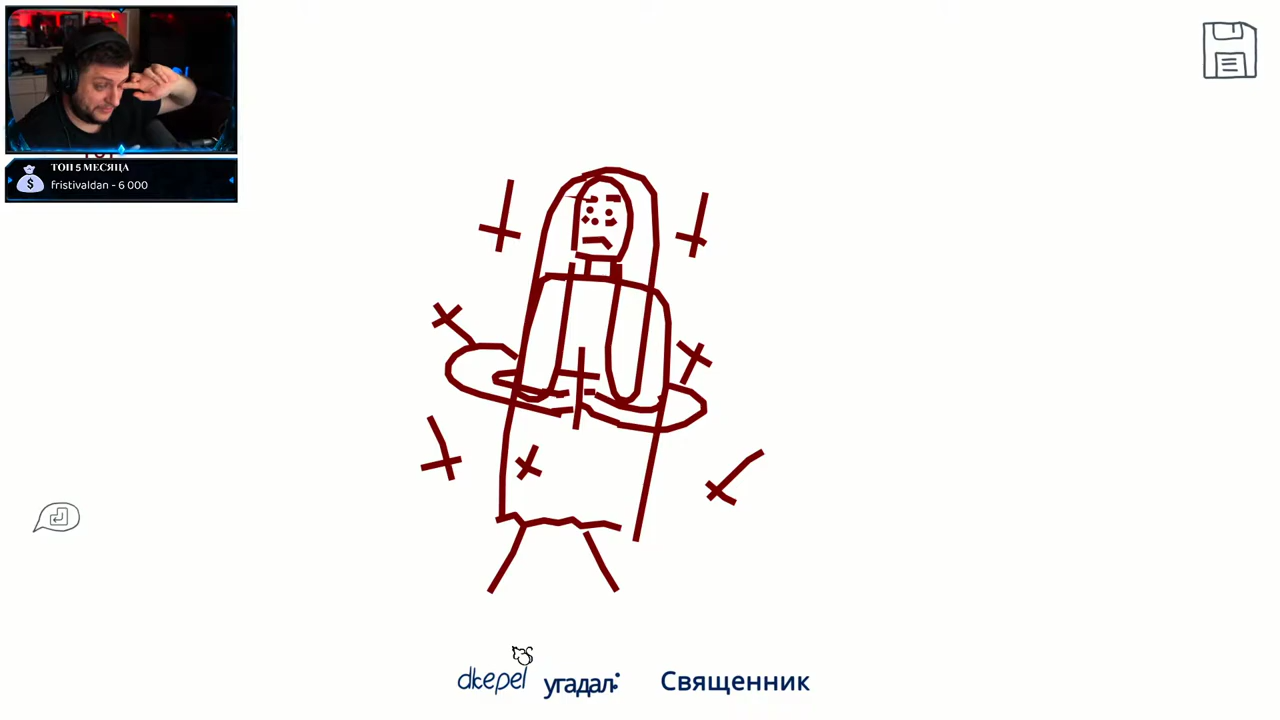 ТОП 5 МЕСЯЦА
$ fristivaldan - 6 000
dkepel угадал: Священник